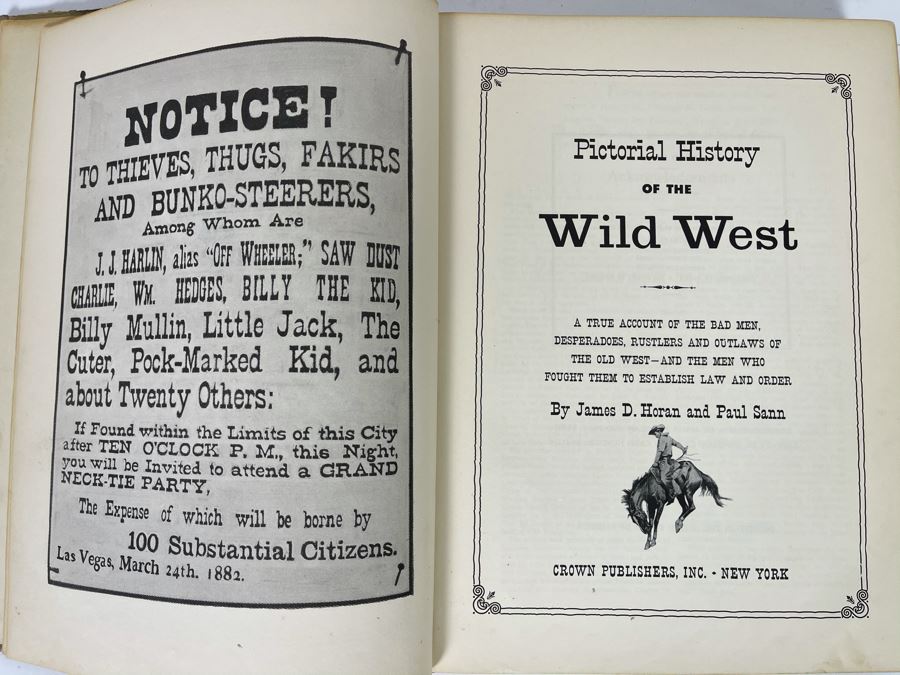 NOTICE!
TO THIEVES, THUGS, FAKIRS
AND BUNKO-STEERERS,
Among Whom Are
J. J. HARLIN, alias "OFF WHEELER;" SAW DUST
CHARLIE, WM. HEDGES, BILLY THE KID,
Billy Mullin, Little Jack, The
Cuter, Pock-Marked Kid, and
about Twenty Others:
If Found within the Limits of this City
after TEN O'CLOCK P. M., this Night,
you will be Invited to attend a GRAND
NECK-TIE PARTY,
The Expense of which will be borne by
100 Substantial Citizens.
Las Vegas, March 24th. 1882.
Pictorial History
OF THE
Wild West
A TRUE ACCOUNT OF THE BAD MEN,
DESPERADOES, RUSTLERS AND OUTLAWS OF
THE OLD WEST—AND THE MEN WHO
FOUGHT THEM TO ESTABLISH LAW AND ORDER
By James D. Horan and Paul Sann
CROWN PUBLISHERS, INC. · NEW YORK